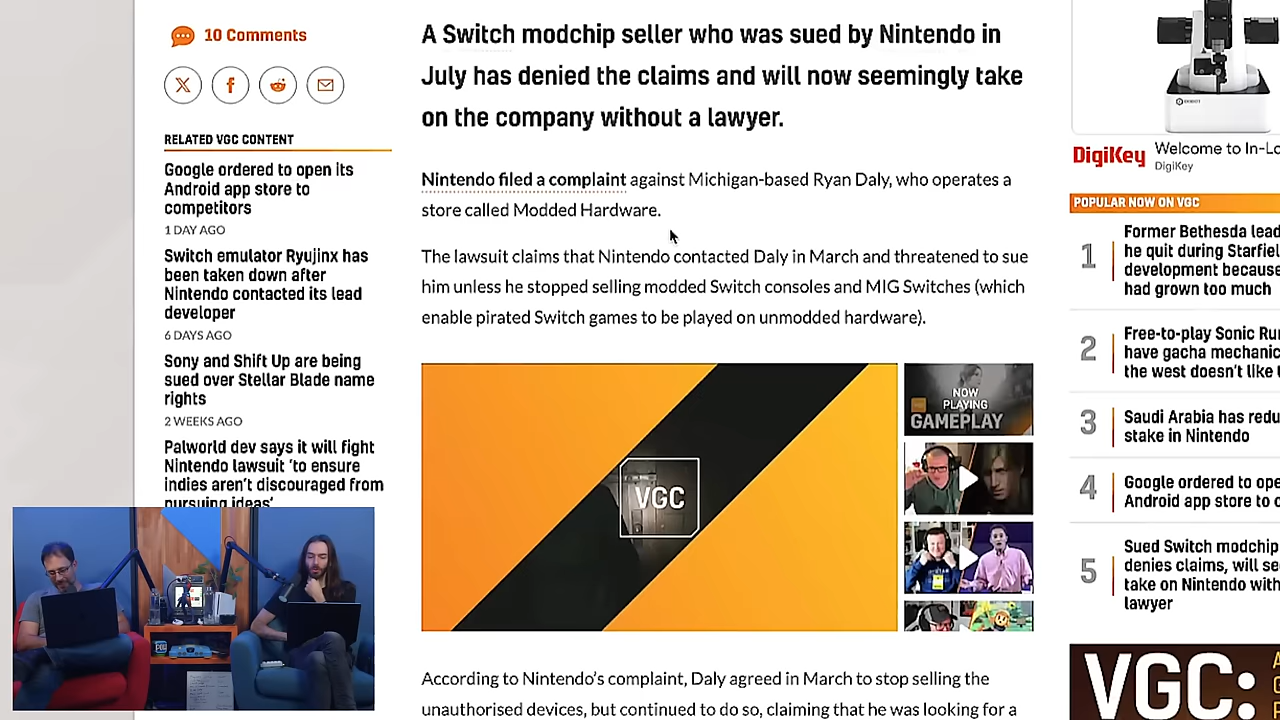 10 Comments
RELATED VGC CONTENT
Google ordered to open its
Android app store to
competitors
1 DAY AGO
Switch emulator Ryujinx has
been taken down after
Nintendo contacted its lead
developer
6 DAYS AGO
Sony and Shift Up are being
sued over Stellar Blade name
rights
2 WEEKS AGO
Palworld dev says it will fight
Nintendo lawsuit ‘to ensure
indies aren’t discouraged from
pursuing ideas’
A Switch modchip seller who was sued by Nintendo in
July has denied the claims and will now seemingly take
on the company without a lawyer.
Nintendo filed a complaint against Michigan-based Ryan Daly, who operates a
store called Modded Hardware.
The lawsuit claims that Nintendo contacted Daly in March and threatened to sue
him unless he stopped selling modded Switch consoles and MIG Switches (which
enable pirated Switch games to be played on unmodded hardware).
VGC
NOW
PLAYING
GAMEPLAY
According to Nintendo’s complaint, Daly agreed in March to stop selling the
unauthorised devices, but continued to do so, claiming that he was looking for a
DigiKey
Welcome to In-Lo
DigiKey
POPULAR NOW ON VGC
1
Former Bethesda lead
he quit during Starfiel
development because
had grown too much
2
Free-to-play Sonic Ru
have gacha mechanic
the west doesn’t like
3
Saudi Arabia has redu
stake in Nintendo
4
Google ordered to ope
Android app store to c
5
Sued Switch modchip
denies claims, will se
take on Nintendo with
lawyer
VGC: